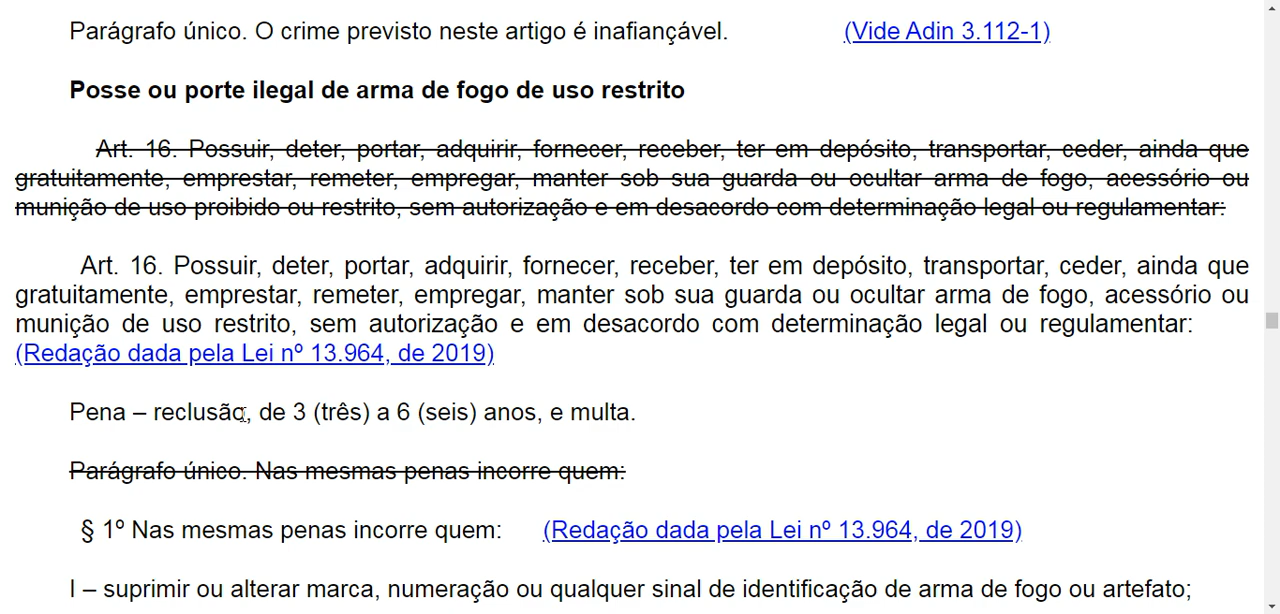 Parágrafo único. O crime previsto neste artigo é inafiançável. (Vide Adin 3.112-1)
Posse ou porte ilegal de arma de fogo de uso restrito
Art. 16. Possuir, deter, portar, adquirir, fornecer, receber, ter em depósito, transportar, ceder, ainda que
gratuitamente, emprestar, remeter, empregar, manter sob sua guarda ou ocultar arma de fogo, acessório ou
munição de uso proibido ou restrito, sem autorização e em desacordo com determinação legal ou regulamentar:
Art. 16. Possuir, deter, portar, adquirir, fornecer, receber, ter em depósito, transportar, ceder, ainda que
gratuitamente, emprestar, remeter, empregar, manter sob sua guarda ou ocultar arma de fogo, acessório ou
munição de uso restrito, sem autorização e em desacordo com determinação legal ou regulamentar:
(Redação dada pela Lei nº 13.964, de 2019)
Pena – reclusão, de 3 (três) a 6 (seis) anos, e multa.
Parágrafo único. Nas mesmas penas incorre quem:
§ 1º Nas mesmas penas incorre quem: (Redação dada pela Lei nº 13.964, de 2019)
I – suprimir ou alterar marca, numeração ou qualquer sinal de identificação de arma de fogo ou artefato;